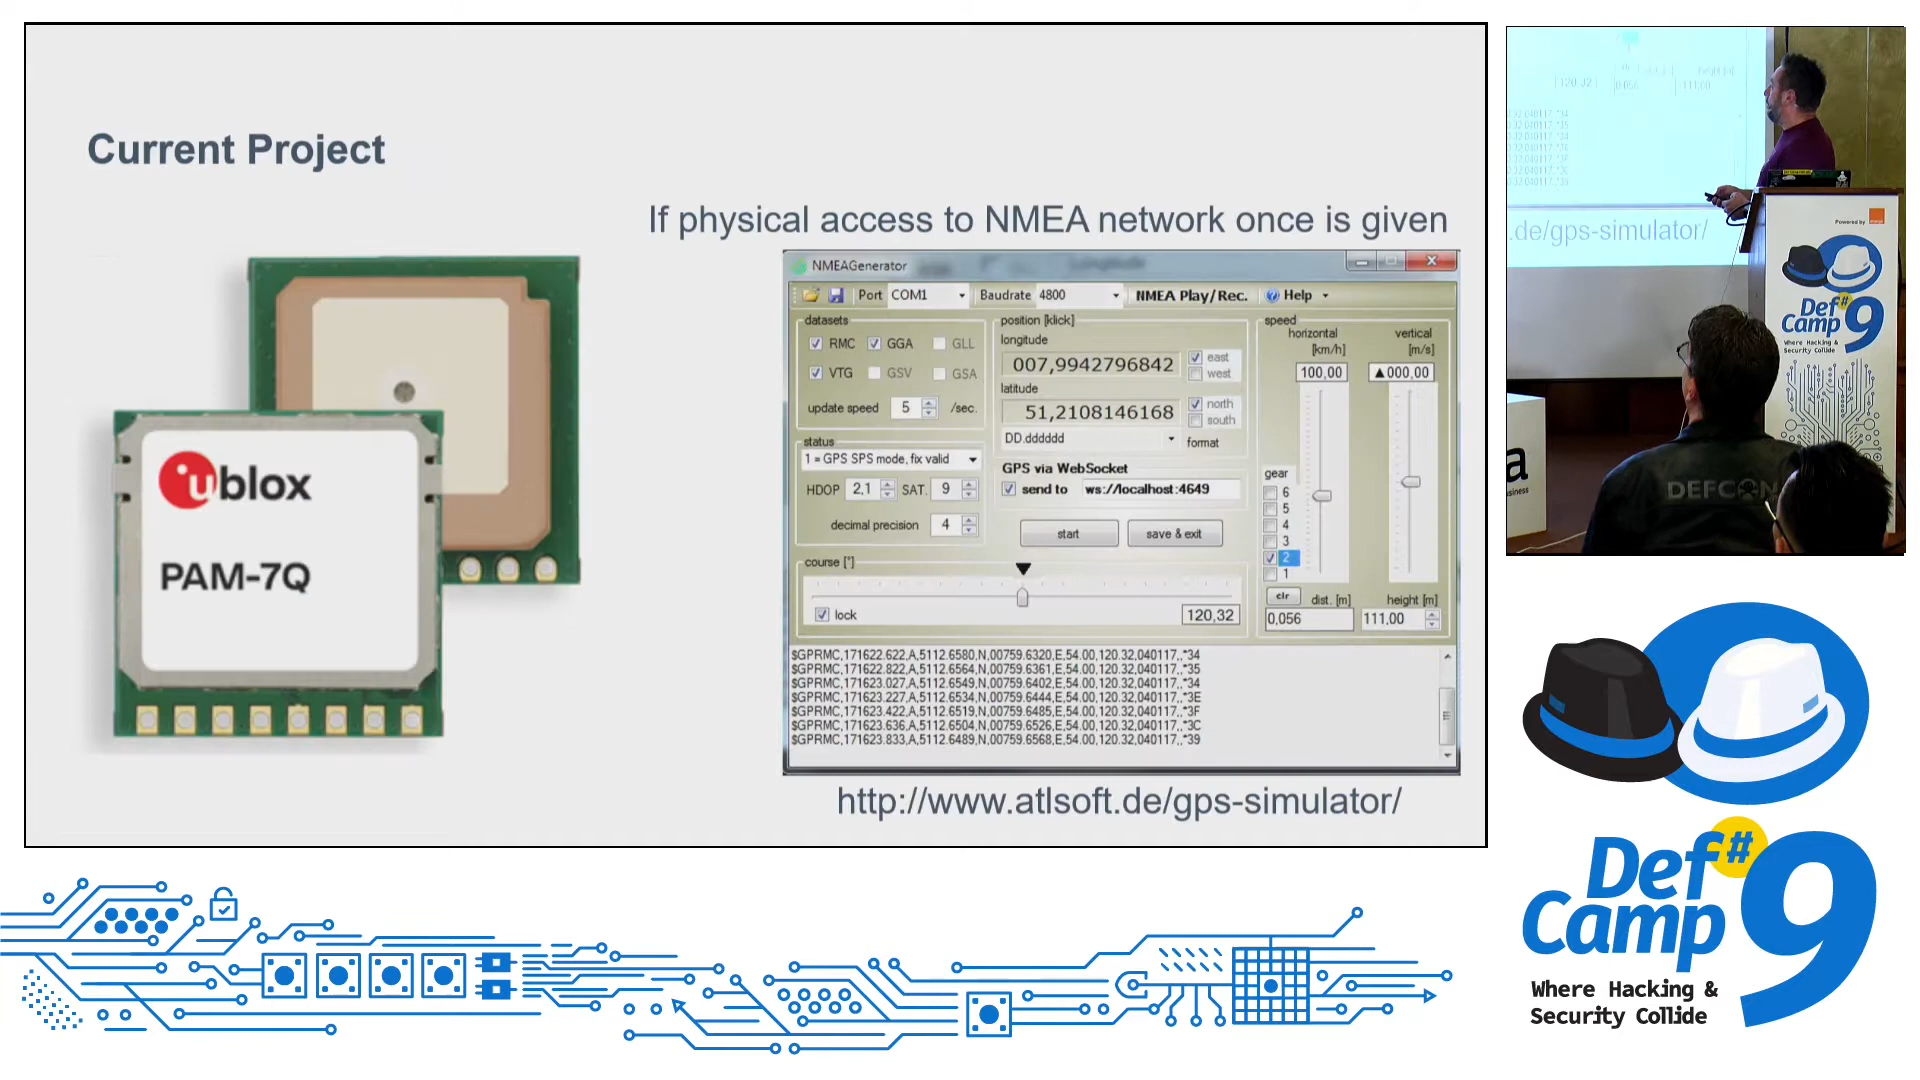 Current Project
If physical access to NMEA network once is given
ublox
PAM-7Q
NMEAGenerator
Port COM1 Baudrate 4800 NMEA Play/Rec. Help
datasets
RMC GGA GLL
VTG GSV GSA
update speed 5 /sec.
status
1 = GPS SPS mode, fix valid
HDOP 2,1 SAT. 9
decimal precision 4
position [klick]
longitude
007,9942796842 east
west
latitude
51,2108146168 north
south
DD.dddddd format
GPS via WebSocket
send to ws://localhost:4649
start save & exit
speed
horizontal vertical
[km/h] [m/s]
100,00 ▲000,00
gear
6
5
4
3
2
1
clr dist. [m] height [m]
0,056 111,00
course [°]
lock 120,32
$GPRMC,171622.622,A,5112.6580,N,00759.6320,E,54.00,120.32,040117,,*34
$GPRMC,171622.822,A,5112.6564,N,00759.6361,E,54.00,120.32,040117,,*35
$GPRMC,171623.027,A,5112.6549,N,00759.6402,E,54.00,120.32,040117,,*34
$GPRMC,171623.227,A,5112.6534,N,00759.6444,E,54.00,120.32,040117,,*3E
$GPRMC,171623.422,A,5112.6519,N,00759.6485,E,54.00,120.32,040117,,*3F
$GPRMC,171623.636,A,5112.6504,N,00759.6526,E,54.00,120.32,040117,,*3C
$GPRMC,171623.833,A,5112.6489,N,00759.6568,E,54.00,120.32,040117,,*39
http://www.atlsoft.de/gps-simulator/
120,32 0,056 111,00
.de/gps-simulator/
Powered by
Def#
Camp 9
Where Hacking &
Security Collide
DEFCON
a
business
Def#
Camp 9
Where Hacking &
Security Collide